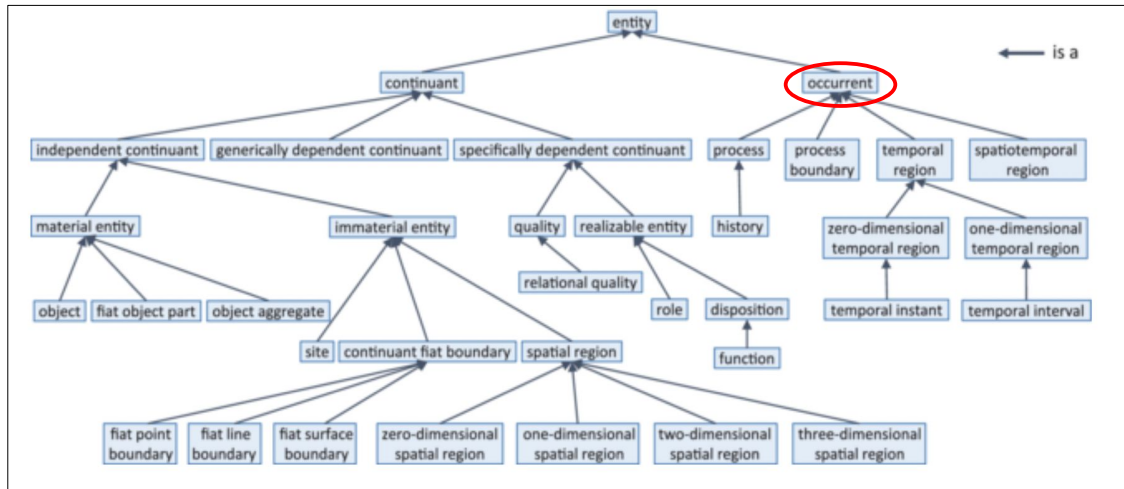 entity
is a
continuant
occurrent
independent continuant
generically dependent continuant
specifically dependent continuant
process
process
boundary
temporal
region
spatiotemporal
region
material entity
immaterial entity
quality
realizable entity
history
zero-dimensional
temporal region
one-dimensional
temporal region
relational quality
object
fiat object part
object aggregate
role
disposition
temporal instant
temporal interval
site
continuant fiat boundary
spatial region
function
fiat point
boundary
fiat line
boundary
fiat surface
boundary
zero-dimensional
spatial region
one-dimensional
spatial region
two-dimensional
spatial region
three-dimensional
spatial region